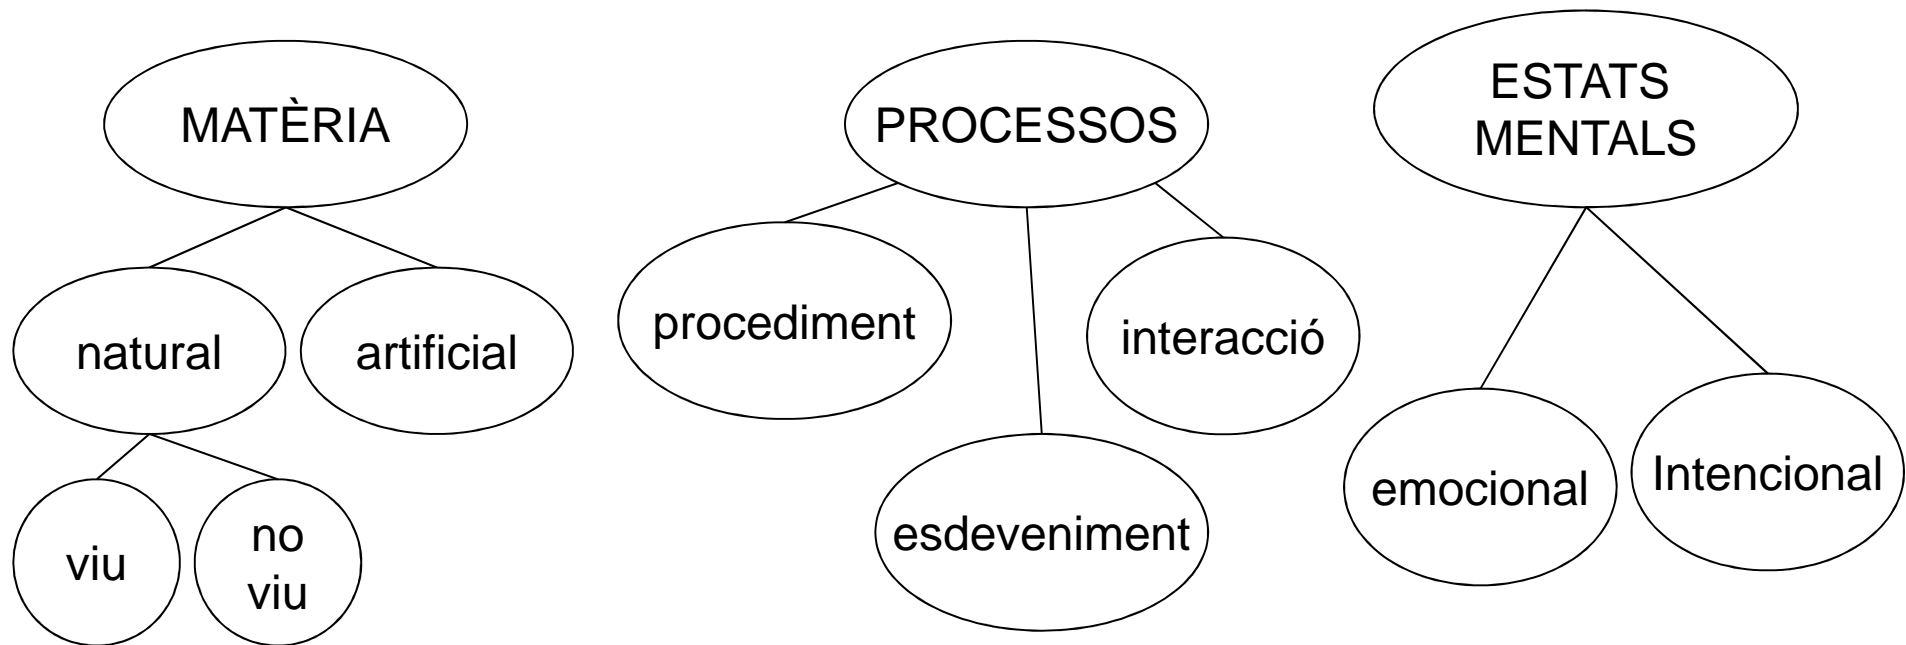 MATÈRIA
natural
artificial
viu
no
viu
PROCESSOS
procediment
interacció
esdeveniment
ESTATS
MENTALS
emocional
Intencional